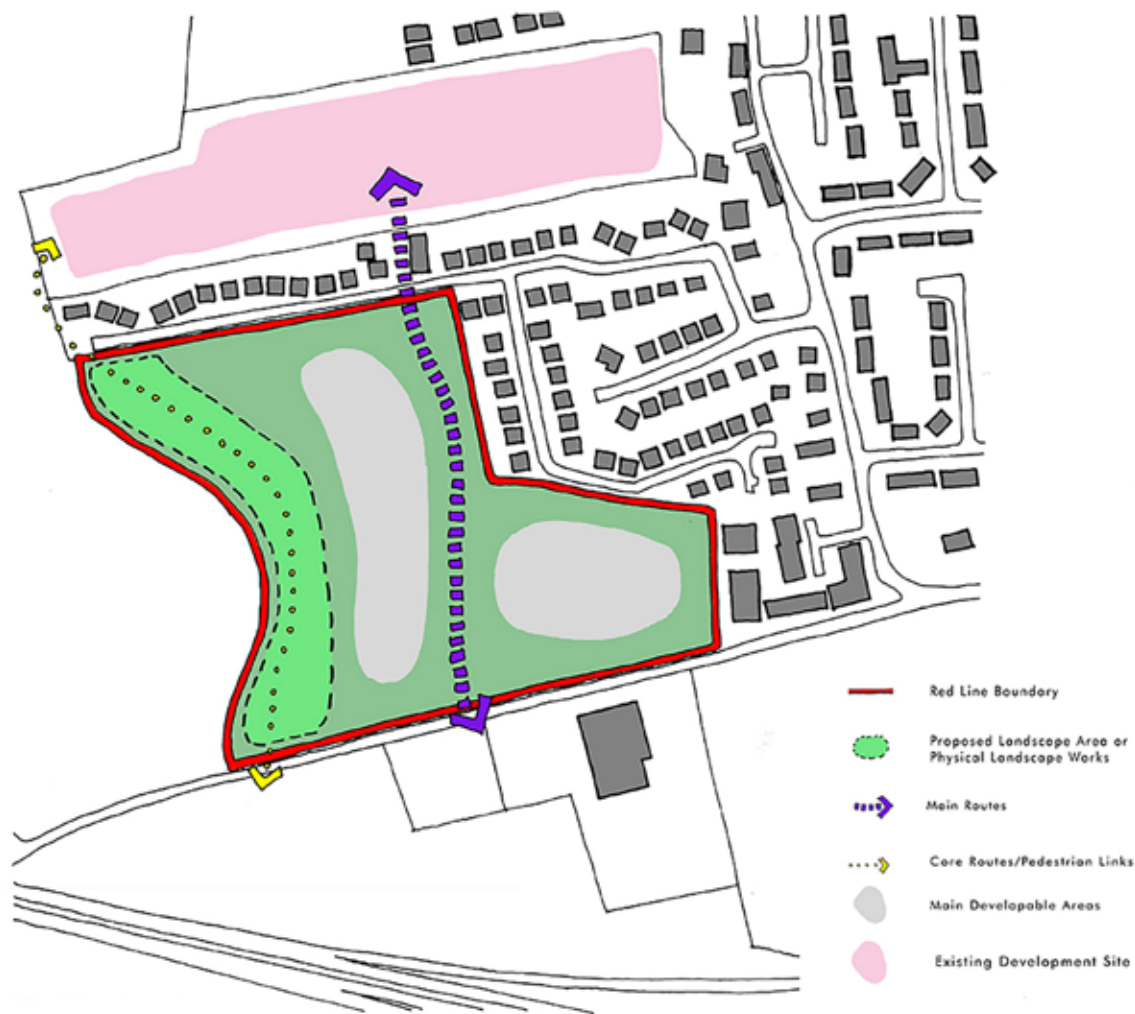 Red Line Boundary
Proposed Landscape Area or
Physical Landscape Works
Main Routes
Core Routes/Pedestrian Links
Main Developable Areas
Existing Development Site